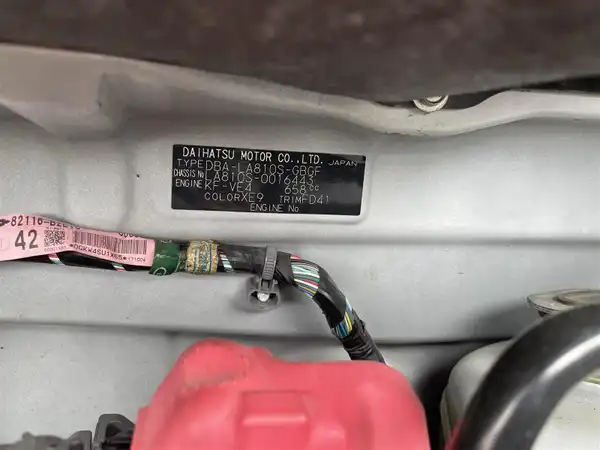 DAIHATSU MOTOR CO.,LTD. JAPAN
TYPE DBA-LA810S-GBGF
CHASSIS No LA810S-0016443
ENGINE KF-VE4 658cc
COLOR XE9 TRIM FD41
ENGINE No
42